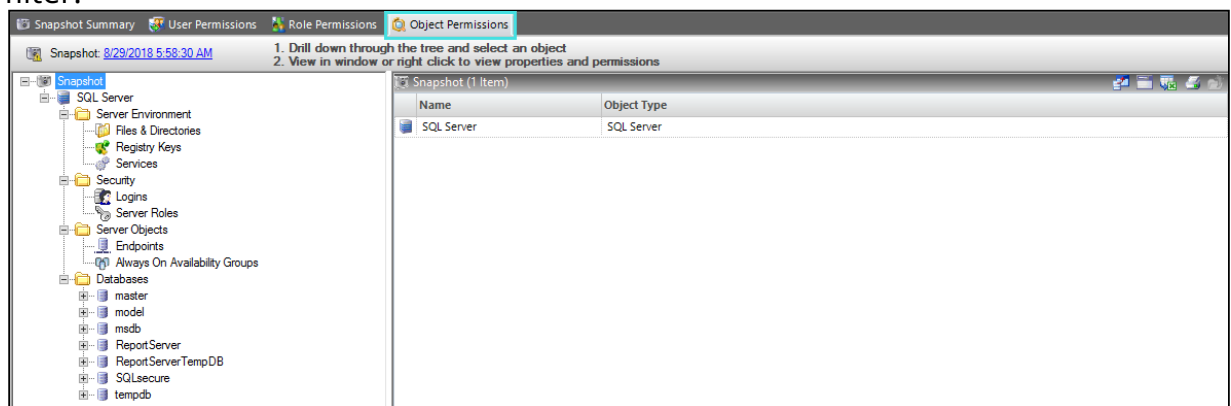 filter.
Snapshot Summary User Permissions Role Permissions Object Permissions
Snapshot: 8/29/2018 5:58:30 AM
1. Drill down through the tree and select an object
2. View in window or right click to view properties and permissions
Snapshot
SQL Server
Server Environment
Files & Directories
Registry Keys
Services
Security
Logins
Server Roles
Server Objects
Endpoints
Always On Availability Groups
Databases
master
model
msdb
ReportServer
ReportServerTempDB
SQLsecure
tempdb
Snapshot (1 Item)
Name Object Type
SQL Server SQL Server